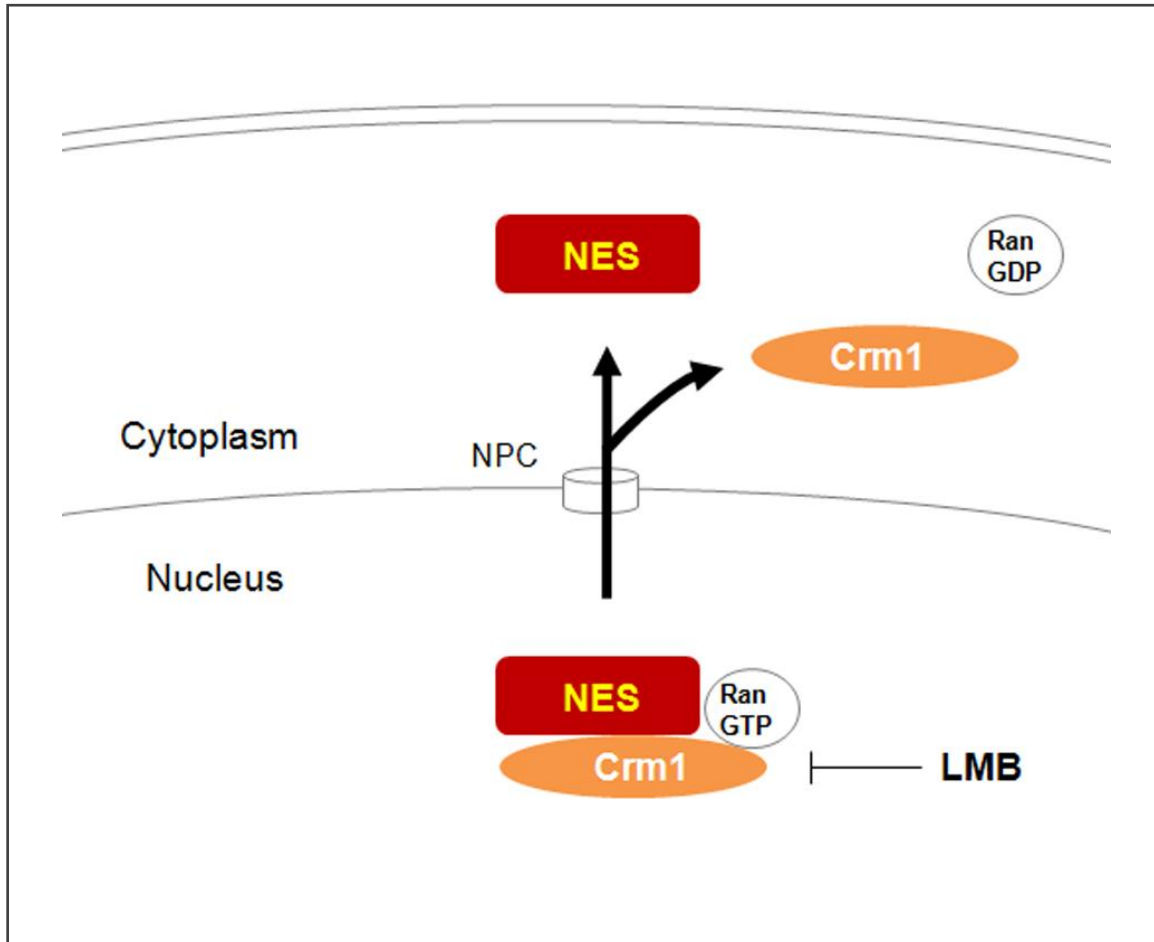 NES
Ran
GDP
Crm1
Cytoplasm
NPC
Nucleus
NES
Ran
GTP
Crm1
LMB